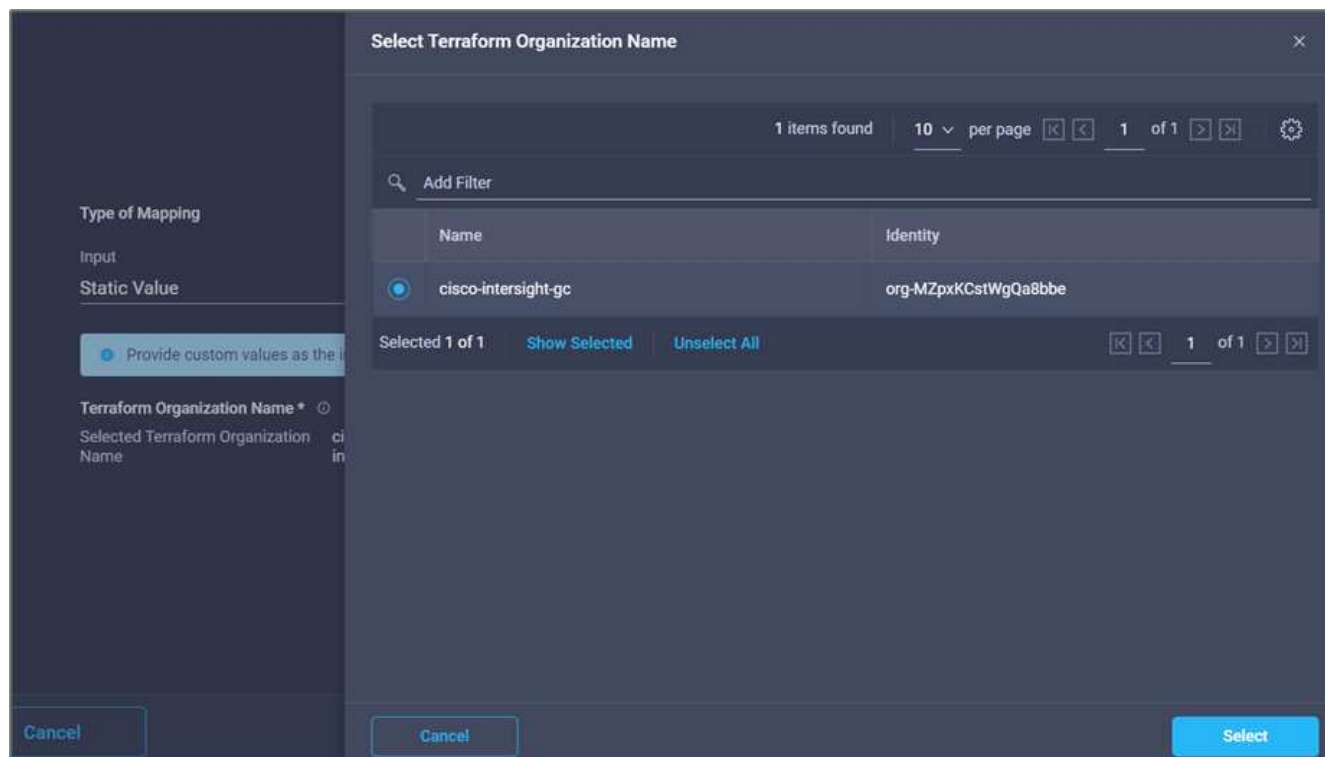 Select Terraform Organization Name
1 items found 10 per page 1 of 1
Add Filter
Name Identity
cisco-intersight-gc org-MZpxKCstWgQa8bbe
Selected 1 of 1 Show Selected Unselect All 1 of 1
Type of Mapping
Input
Static Value
Provide custom values as the i
Terraform Organization Name *
Selected Terraform Organization ci
Name in
Cancel
Cancel Select